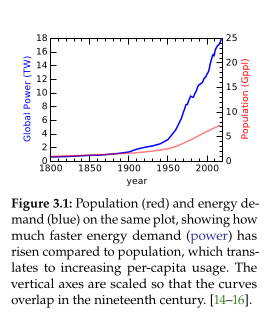 18
16
14
12
10
8
6
4
2
0
Global Power (TW)
25
20
15
10
5
0
Population (Gppl)
1800 1850 1900 1950 2000
year
Figure 3.1: Population (red) and energy de-
mand (blue) on the same plot, showing how
much faster energy demand (power) has
risen compared to population, which trans-
lates to increasing per-capita usage. The
vertical axes are scaled so that the curves
overlap in the nineteenth century. [14–16].